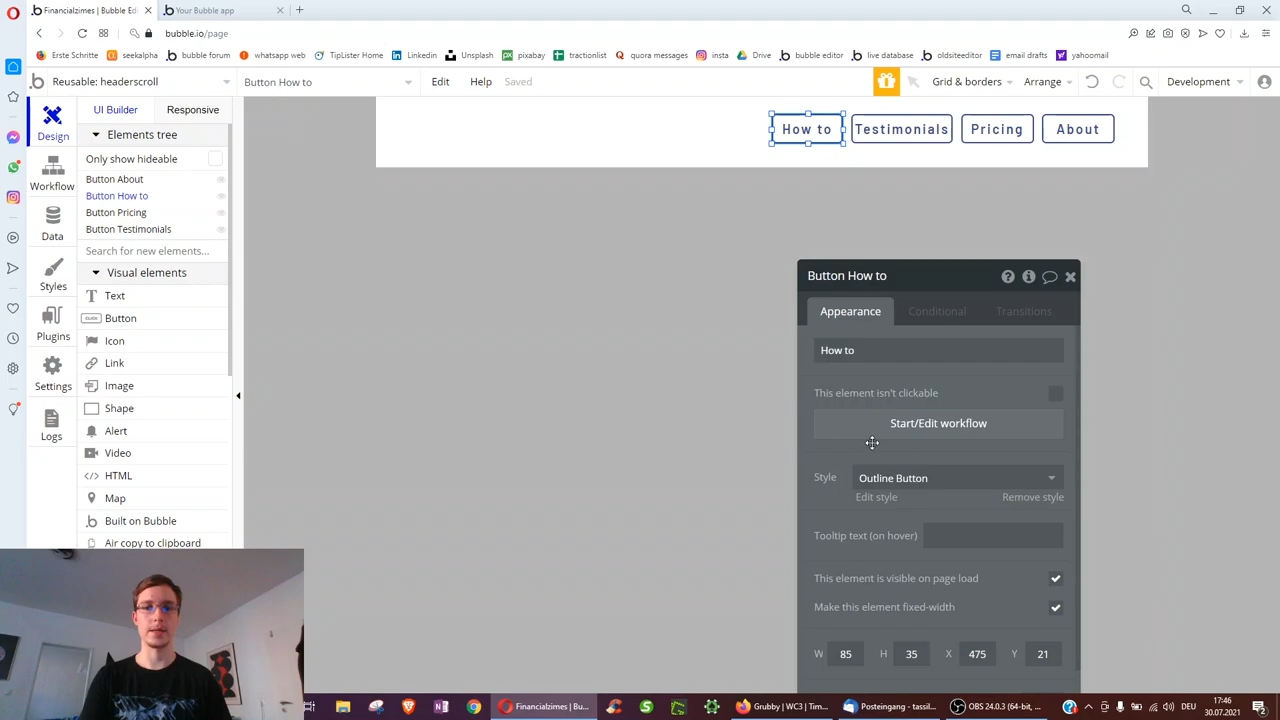 Financialzimes | Bubble Edi
Your Bubble app
bubble.io/page
Erste Schritte
seekalpha
bubble forum
whatsapp web
TipLister Home
Linkedin
Unsplash
pixabay
tractionlist
quora messages
insta
Drive
bubble editor
live database
oldsiteeditor
email drafts
yahoomail
Reusable: headerscroll
Button How to
Edit
Help
Saved
Grid & borders
Arrange
Development
Design
Workflow
Data
Styles
Plugins
Settings
Logs
UI Builder
Responsive
Elements tree
Only show hideable
Button About
Button How to
Button Pricing
Button Testimonials
Search for new elements...
Visual elements
Text
CLICK
Button
Icon
Link
Image
Shape
Alert
Video
</> HTML
Map
Built on Bubble
Air copy to clipboard
How to
Testimonials
Pricing
About
Button How to
Appearance
Conditional
Transitions
How to
This element isn't clickable
Start/Edit workflow
Style
Outline Button
Edit style
Remove style
Tooltip text (on hover)
This element is visible on page load
Make this element fixed-width
W 85 H 35 X 475 Y 21
Financialzimes | Bu...
Grubby | WC3 | Tim...
Posteingang - tassil...
OBS 24.0.3 (64-bit, ...
DEU
17:46
30.07.2021